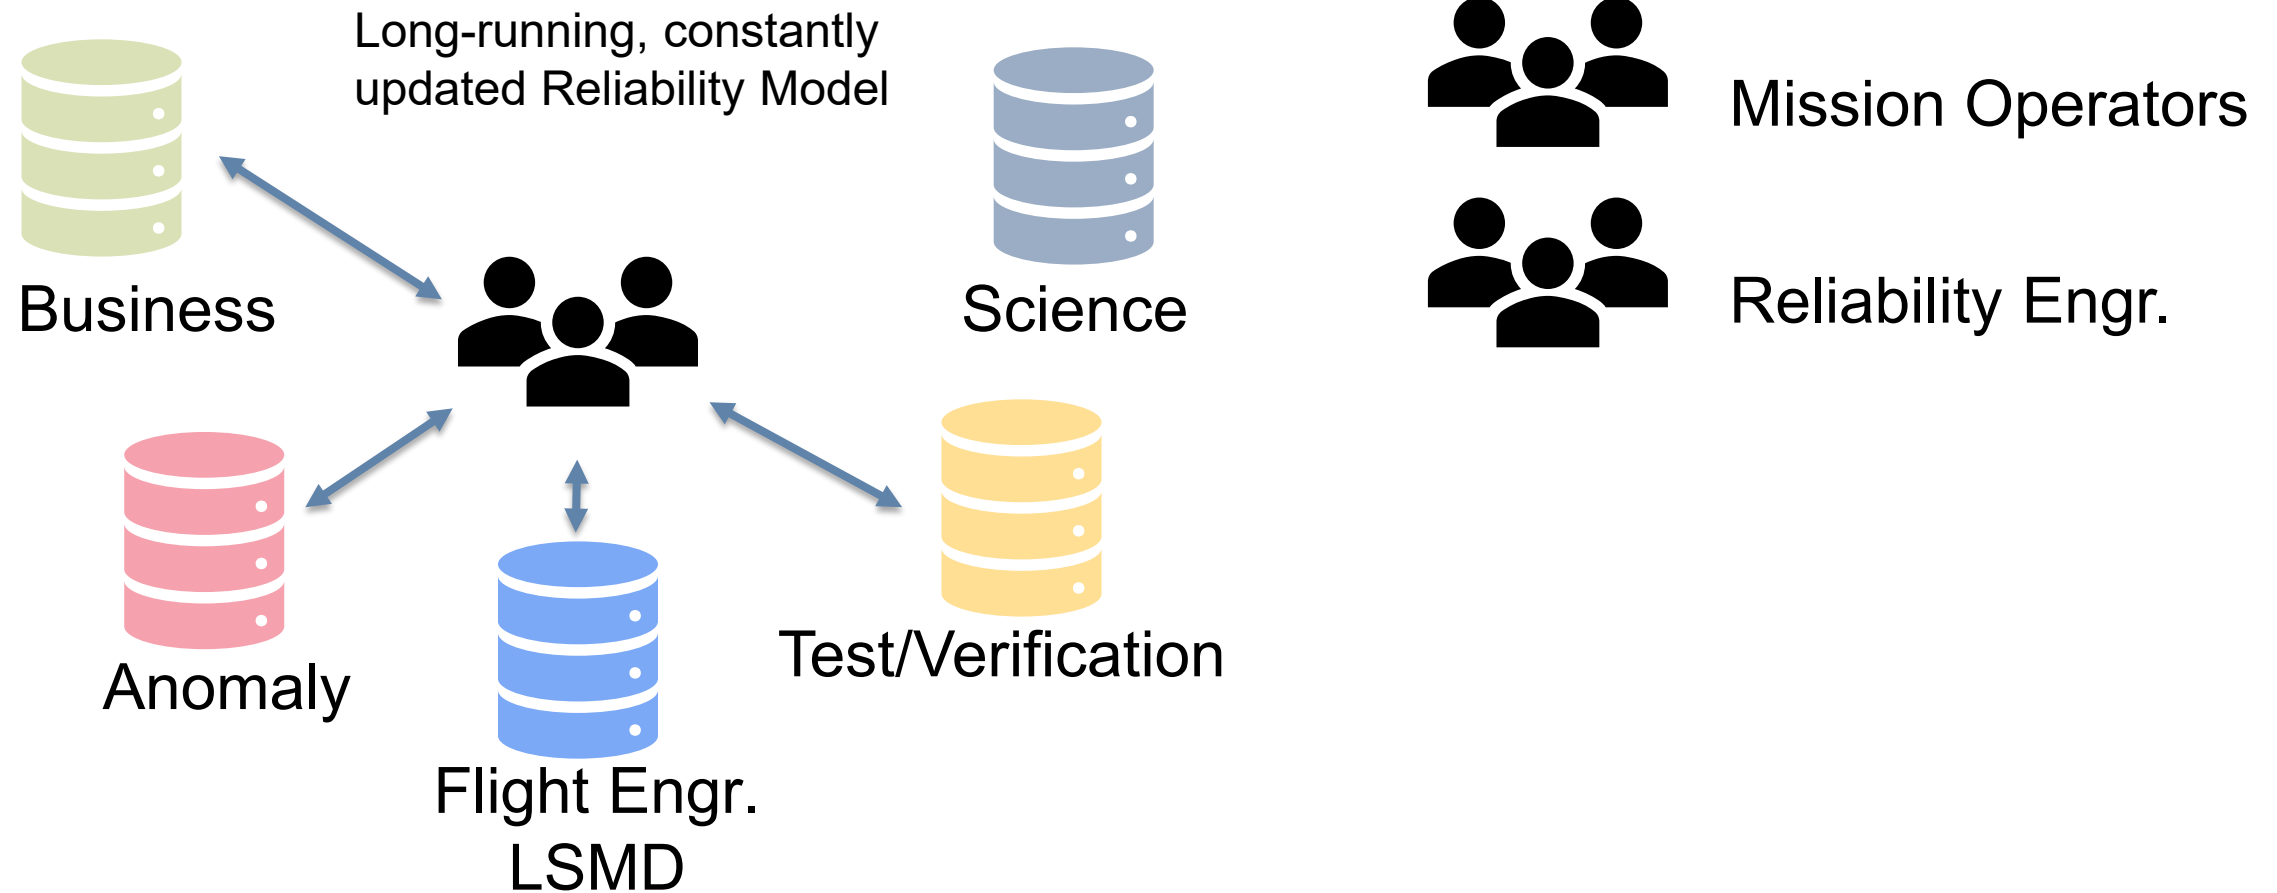 Long-running, constantly
updated Reliability Model
Mission Operators
Business
Science
Reliability Engr.
Anomaly
Test/Verification
Flight Engr.
LSMD